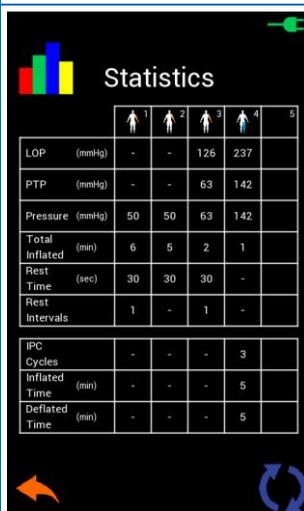 Statistics
1 2 3 4 5
LOP (mmHg) - - 126 237
PTP (mmHg) - - 63 142
Pressure (mmHg) 50 50 63 142
Total
Inflated (min) 6 5 2 1
Rest
Time (sec) 30 30 30 -
Rest
Intervals 1 - 1 -
IPC
Cycles - - - 3
Inflated
Time (min) - - - 5
Deflated
Time (min) - - - 5